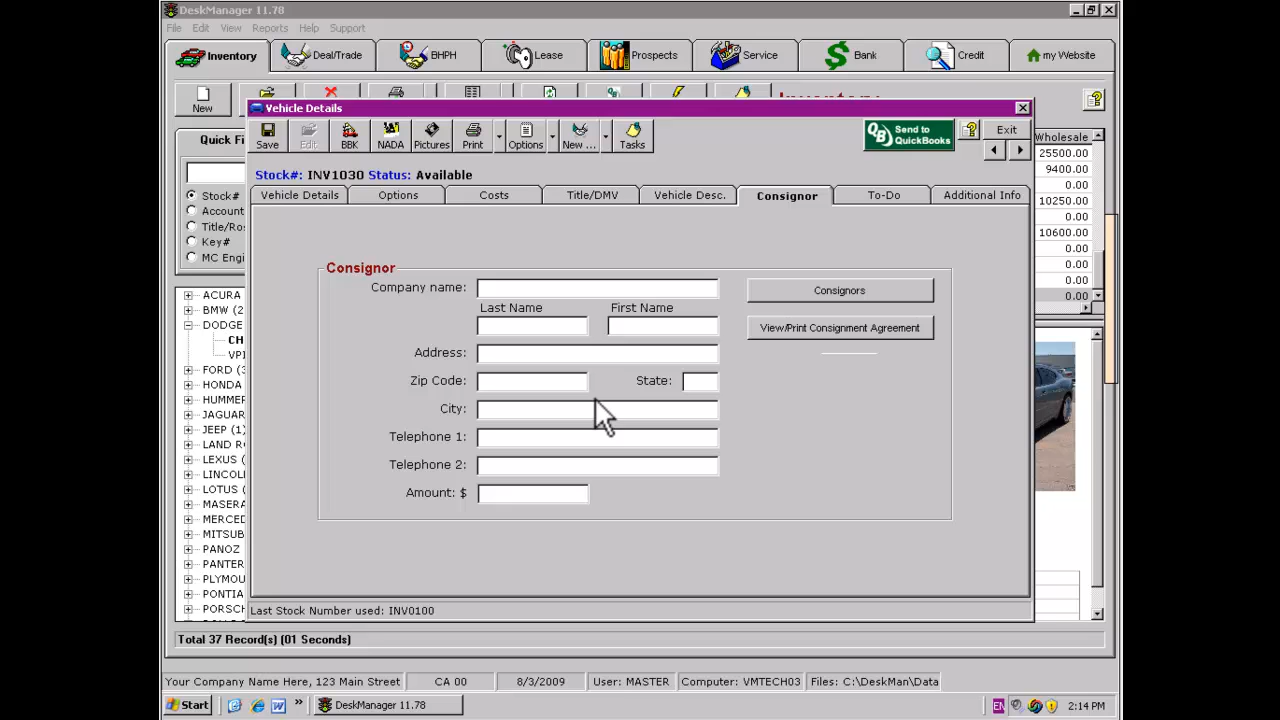 DeskManager 11.78
File Edit View Reports Help Support
Inventory Deal/Trade BHPH Lease Prospects Service Bank Credit my Website
New
Vehicle Details
Save Edit BBK NADA Pictures Print Options New ... Tasks
Send to QuickBooks
Exit
Quick Fi
Wholesale
Stock#: INV1030 Status: Available
25500.00
9400.00
0.00
10250.00
0.00
10600.00
0.00
0.00
0.00
0.00
Vehicle Details Options Costs Title/DMV Vehicle Desc. Consignor To-Do Additional Info
Stock#
Account
Title/Ros
Key#
MC Engi
Consignor
Company name:
Consignors
Last Name First Name
View/Print Consignment Agreement
Address:
Zip Code: State:
City:
Telephone 1:
Telephone 2:
Amount: $
ACURA
BMW (2
DODGE
CH
VPI
FORD (3
HONDA
HUMMER
JAGUAR
JEEP (1)
LAND RO
LEXUS (
LINCOL
LOTUS (
MASERA
MERCED
MITSUB
PANOZ
PANTER
PLYMOU
PORSCH
Last Stock Number used: INV0100
Total 37 Record(s) (01 Seconds)
Your Company Name Here, 123 Main Street CA 00 8/3/2009 User: MASTER Computer: VMTECH03 Files: C:\DeskMan\Data
Start DeskManager 11.78 EN 2:14 PM